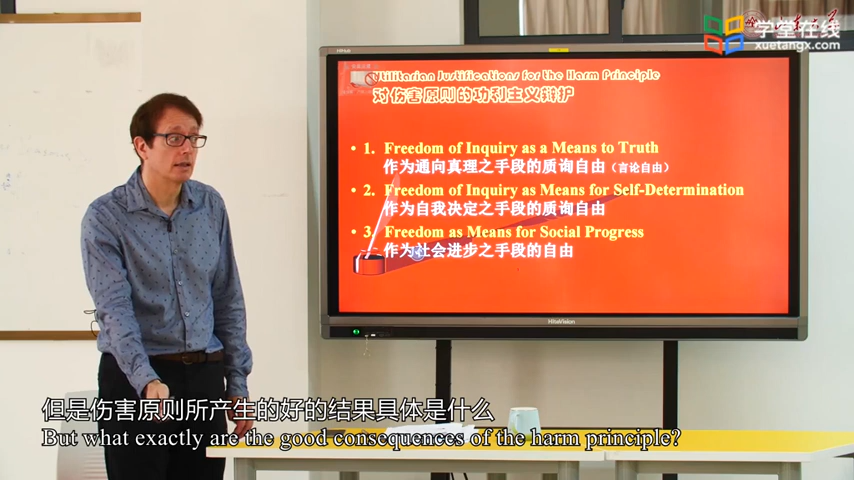 学堂在线
xuetangx.com
Utilitarian Justifications for the Harm Principle
对伤害原则的功利主义辩护
• 1. Freedom of Inquiry as a Means to Truth
作为通向真理之手段的质询自由（言论自由）
• 2. Freedom of Inquiry as Means for Self-Determination
作为自我决定之手段的质询自由
• 3. Freedom as Means for Social Progress
作为社会进步之手段的自由
HiteVision
但是伤害原则所产生的好的结果具体是什么
But what exactly are the good consequences of the harm principle?